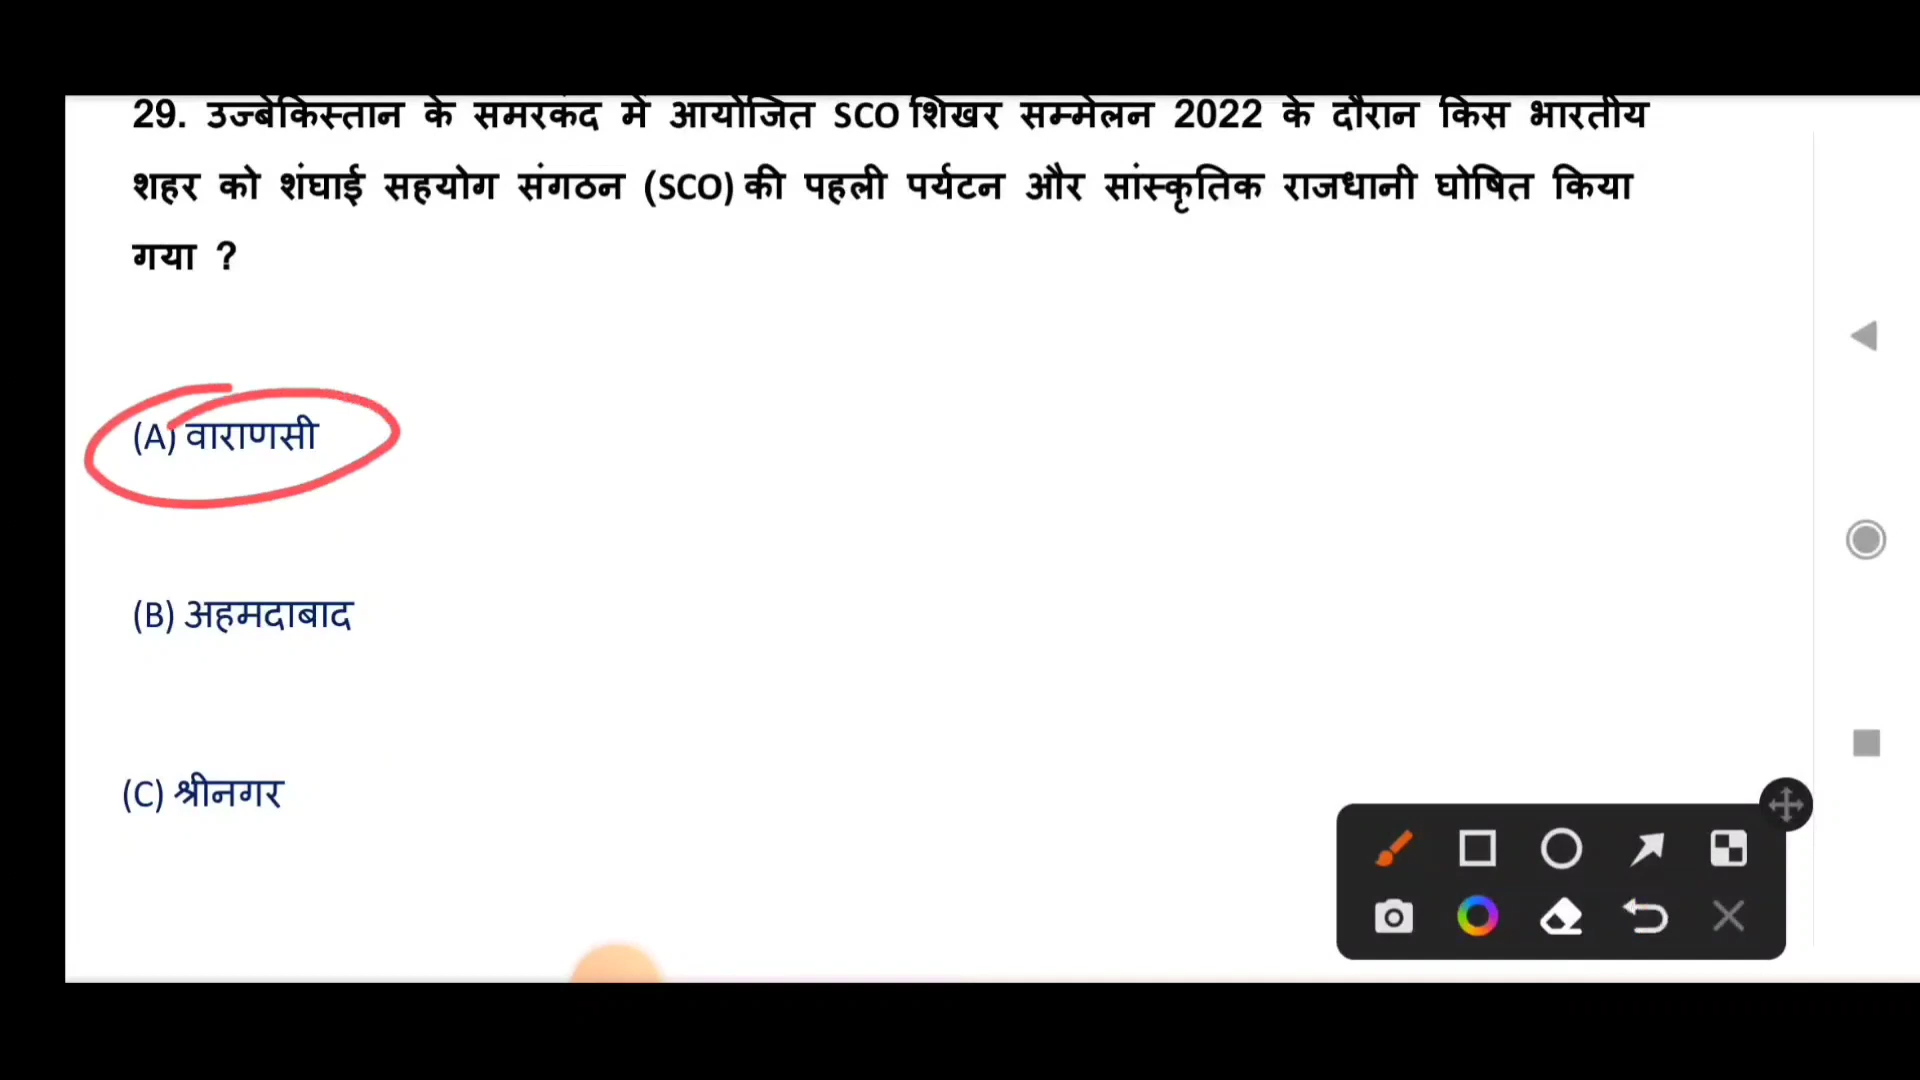 29. उज्बेकिस्तान के समरकंद में आयोजित SCO शिखर सम्मेलन 2022 के दौरान किस भारतीय
शहर को शंघाई सहयोग संगठन (SCO) की पहली पर्यटन और सांस्कृतिक राजधानी घोषित किया
गया ?
(A) वाराणसी
(B) अहमदाबाद
(C) श्रीनगर